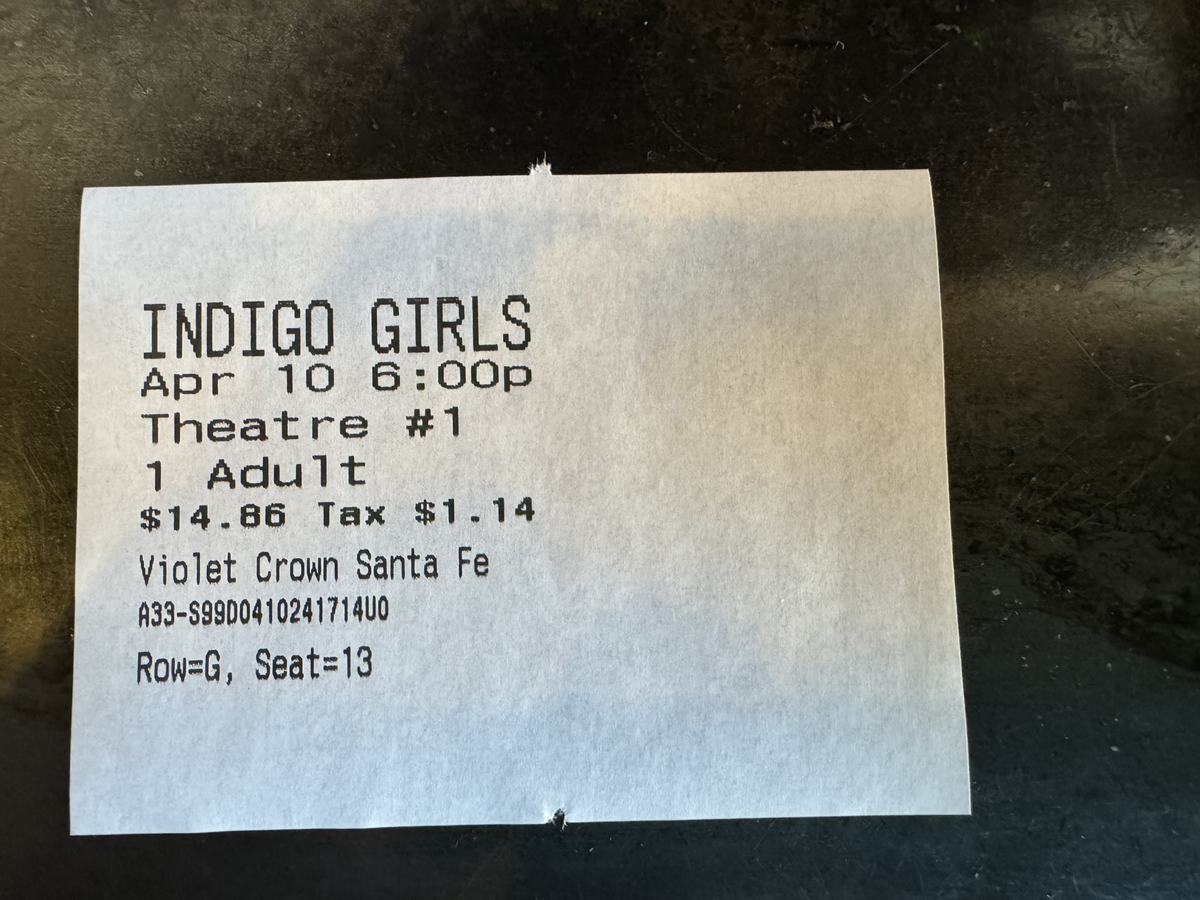 INDIGO GIRLS
Apr 10 6:00p
Theatre #1
1 Adult
$14.86 Tax $1.14
Violet Crown Santa Fe
A33-S99D0410241714U0
Row=G, Seat=13